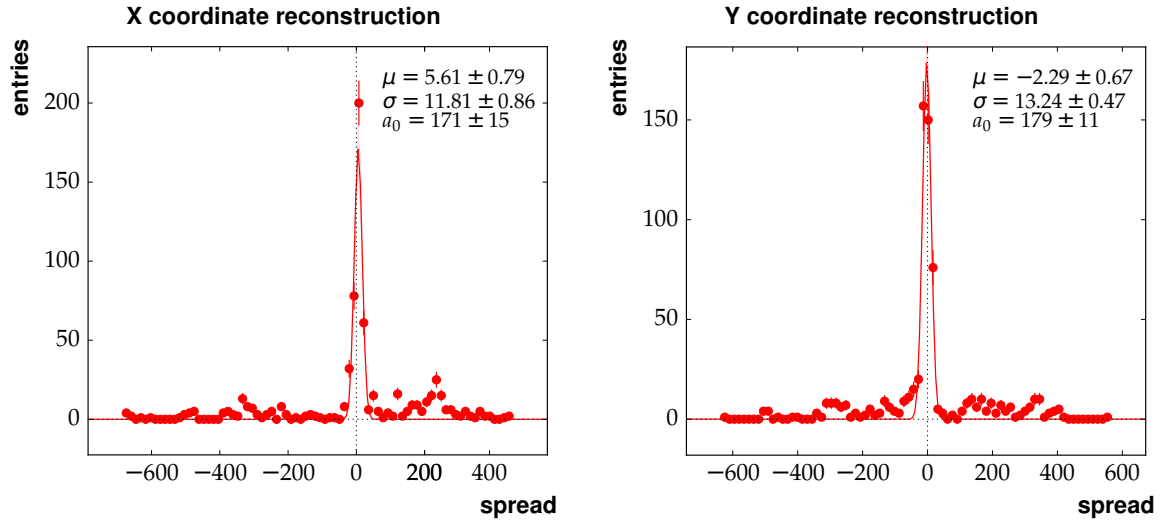 X coordinate reconstruction
entries
μ = 5.61 ± 0.79
σ = 11.81 ± 0.86
a₀ = 171 ± 15
200
150
100
50
0
−600 −400 −200 0 200 400
spread
Y coordinate reconstruction
entries
μ = −2.29 ± 0.67
σ = 13.24 ± 0.47
a₀ = 179 ± 11
150
100
50
0
−600 −400 −200 0 200 400 600
spread